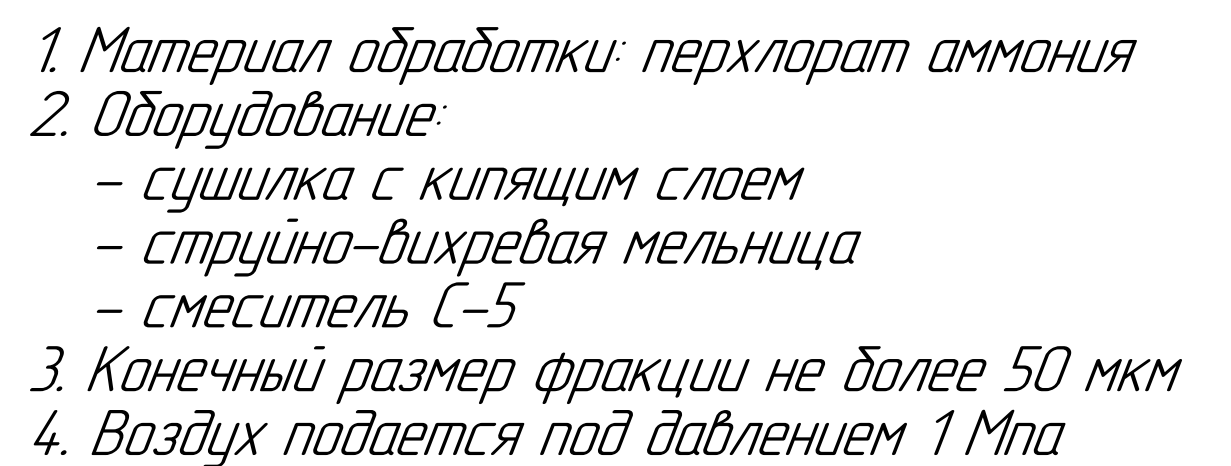 1. Материал обработки: перхлорат аммония
2. Оборудование:
– сушилка с кипящим слоем
– струйно–вихревая мельница
– смеситель С–5
3. Конечный размер фракции не более 50 мкм
4. Воздух подается под давлением 1 Мпа